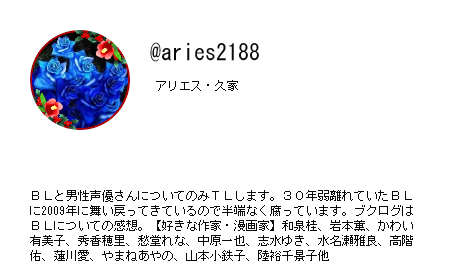 @aries2188
アリエス・久家
ＢＬと男性声優さんについてのみＴＬします。３０年弱離れていたＢＬ
に2009年に舞い戻ってきているので半端なく腐っています。ブクログは
ＢＬについての感想。【好きな作家・漫画家】和泉桂、岩本薫、かわい
有美子、秀香穂里、愁堂れな、中原一也、志水ゆき、水名瀬雅良、高階
佑、蓮川愛、やまねあやの、山本小鉄子、陸裕千景子他